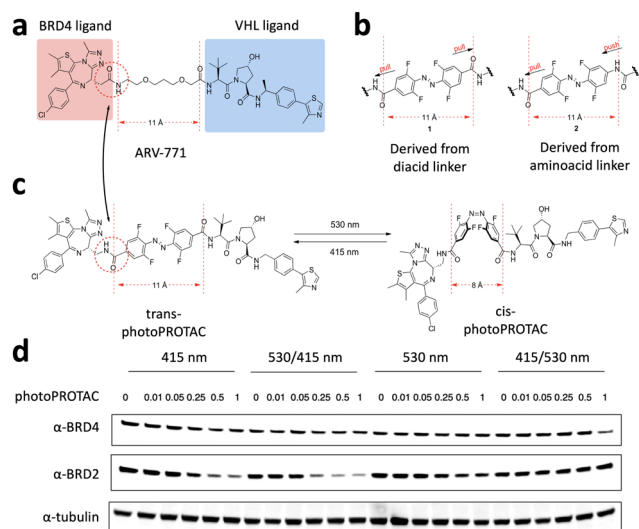 a
BRD4 ligand
VHL ligand
11 Å
ARV-771
b
pull
pull
11 Å
1
Derived from
diacid linker
pull
push
11 Å
2
Derived from
aminoacid linker
c
11 Å
trans-
photoPROTAC
530 nm
415 nm
8 Å
cis-
photoPROTAC
d
415 nm 530/415 nm 530 nm 415/530 nm
photoPROTAC 0 0.01 0.05 0.25 0.5 1 0 0.01 0.05 0.25 0.5 1 0 0.01 0.05 0.25 0.5 1 0 0.01 0.05 0.25 0.5 1
α-BRD4
α-BRD2
α-tubulin